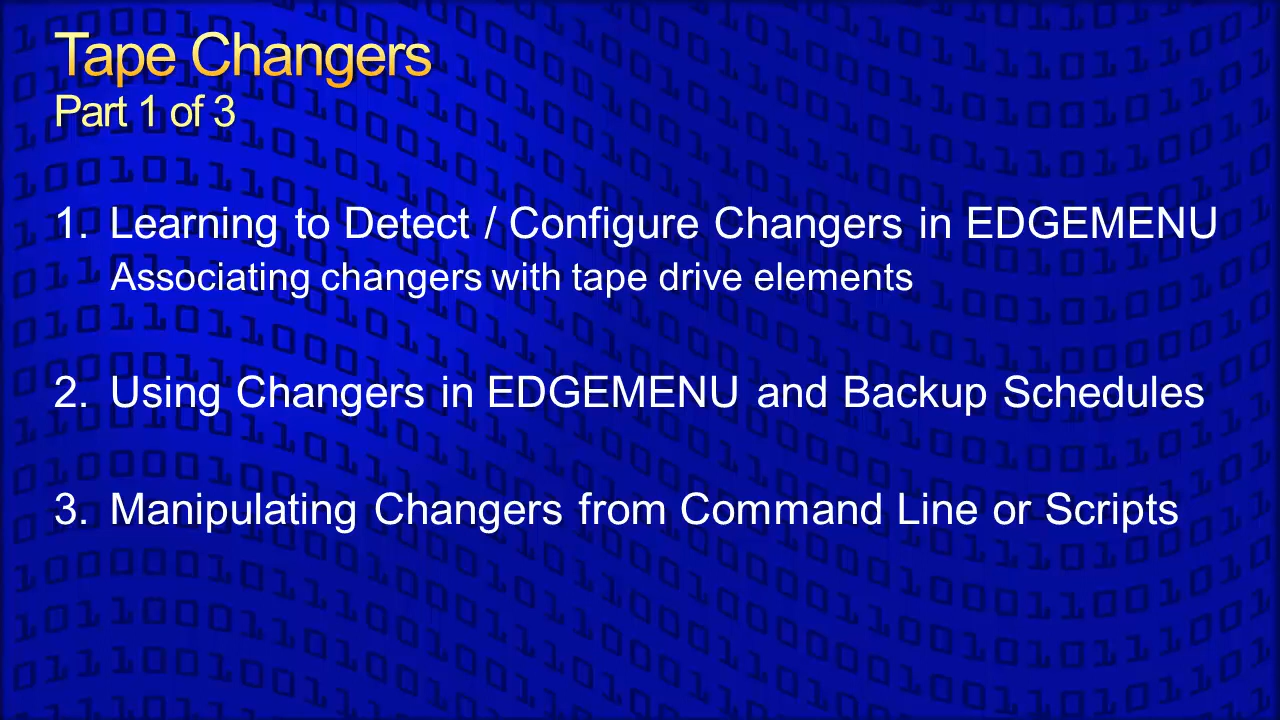 Tape Changers
Part 1 of 3
1. Learning to Detect / Configure Changers in EDGEMENU
Associating changers with tape drive elements
2. Using Changers in EDGEMENU and Backup Schedules
3. Manipulating Changers from Command Line or Scripts